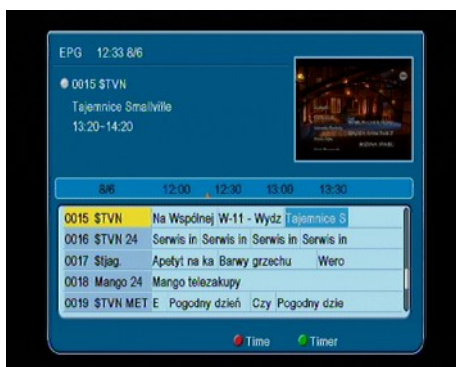 EPG 12:33 8/6
0015 $TVN
Tajemnice Smallville
13:20-14:20
8/6 12:00 12:30 13:00 13:30
0015 $TVN Na Wspólnej W-11 - Wydz Tajemnice S
0016 $TVN 24 Serwis in Serwis in Serwis in Serwis in
0017 $tjag. Apetyt na ka Barwy grzechu Wero
0018 Mango 24 Mango telezakupy
0019 $TVN MET E Pogodny dzień Czy Pogodny dzie
Time Timer